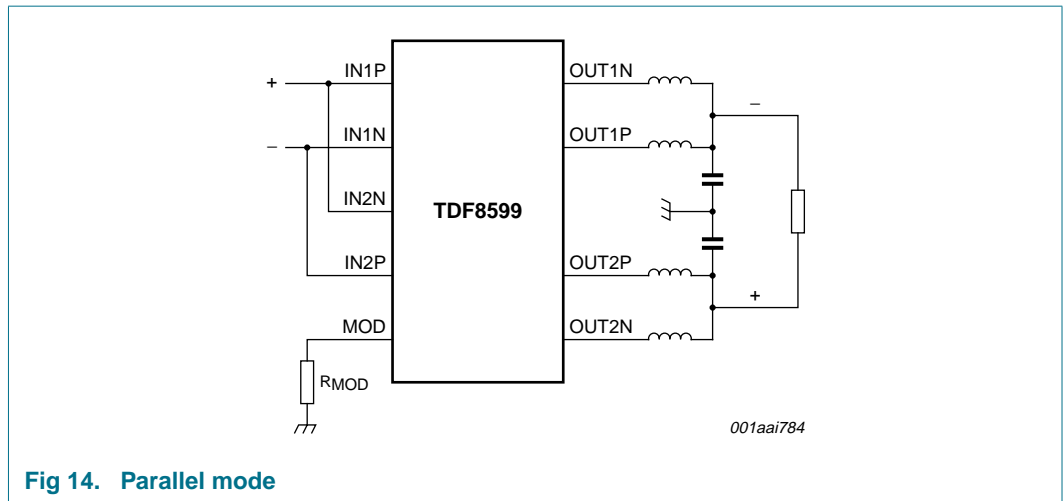 +
IN1P
OUT1N
−
−
IN1N
OUT1P
IN2N
TDF8599
IN2P
OUT2P
+
MOD
OUT2N
RMOD
001aai784
Fig 14. Parallel mode